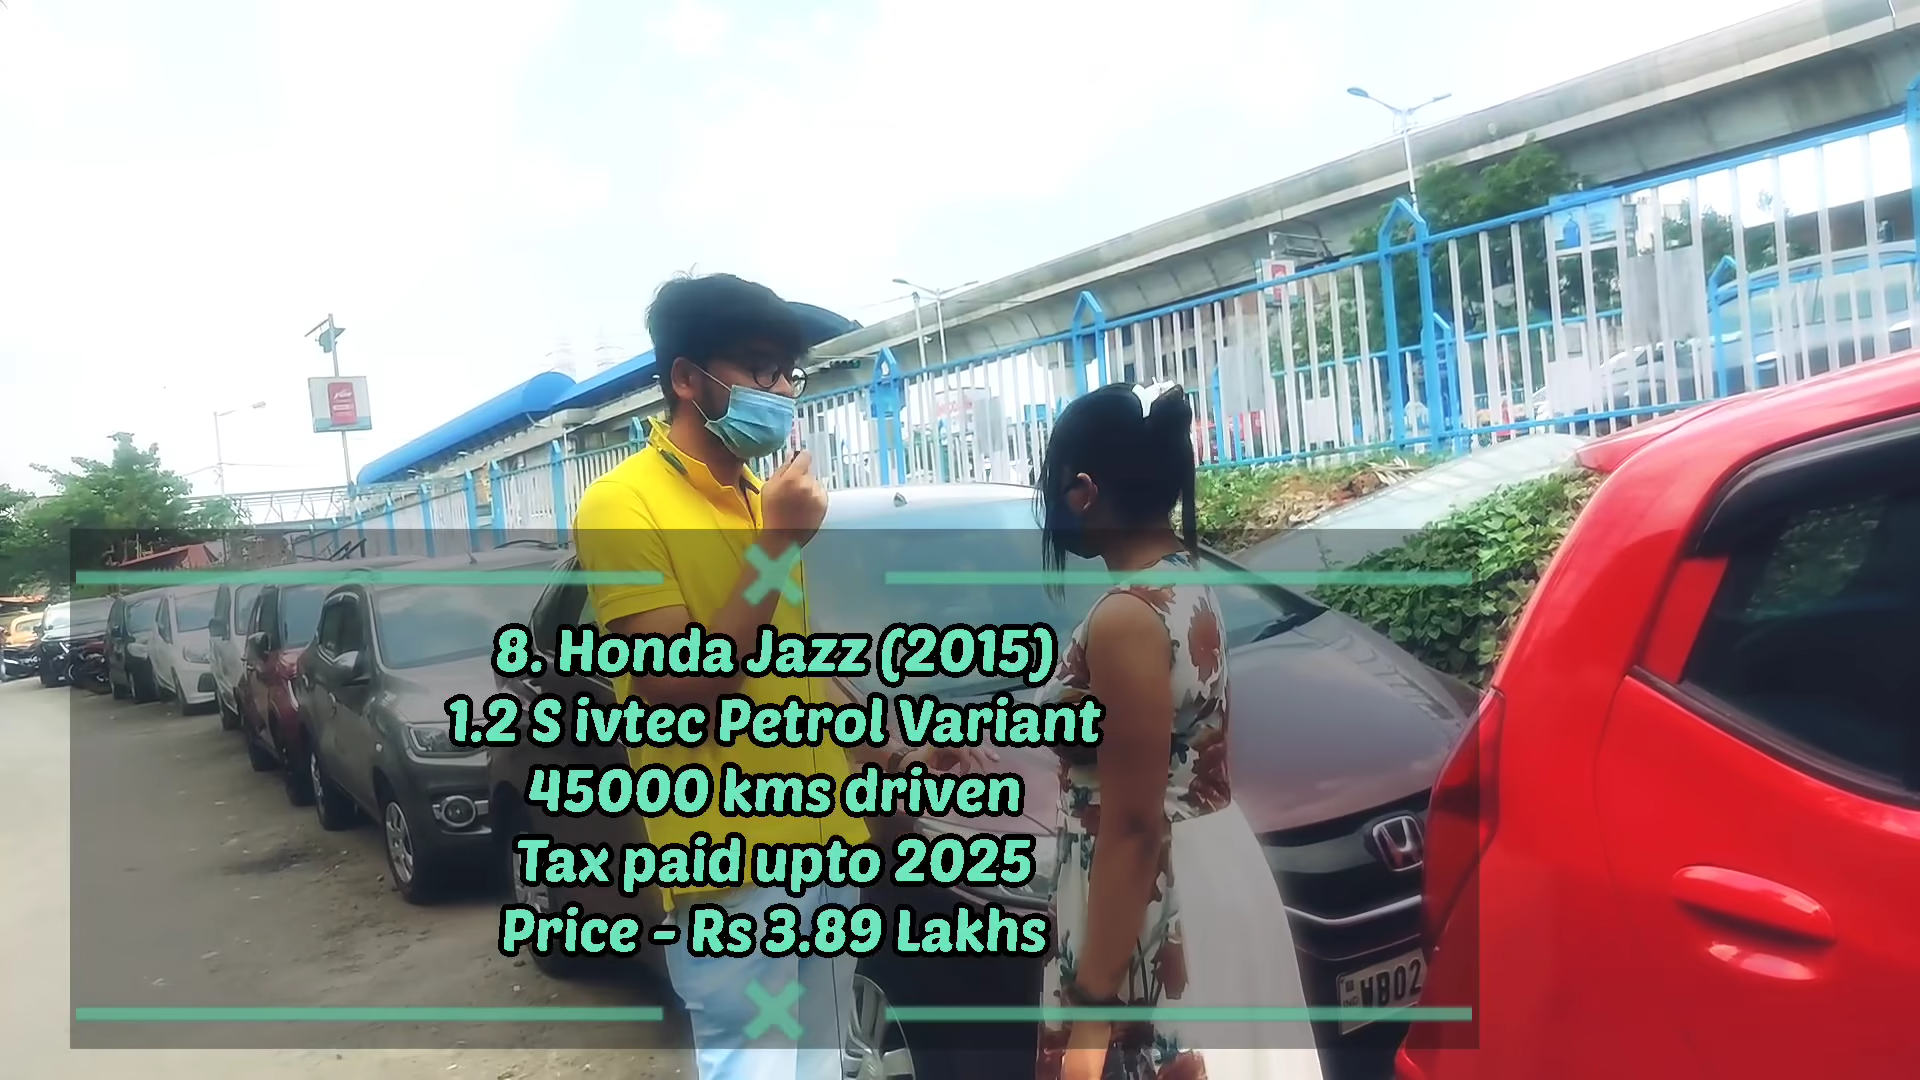 8. Honda Jazz (2015)
1.2 S ivtec Petrol Variant
45000 kms driven
Tax paid upto 2025
Price - Rs 3.89 Lakhs
WB02